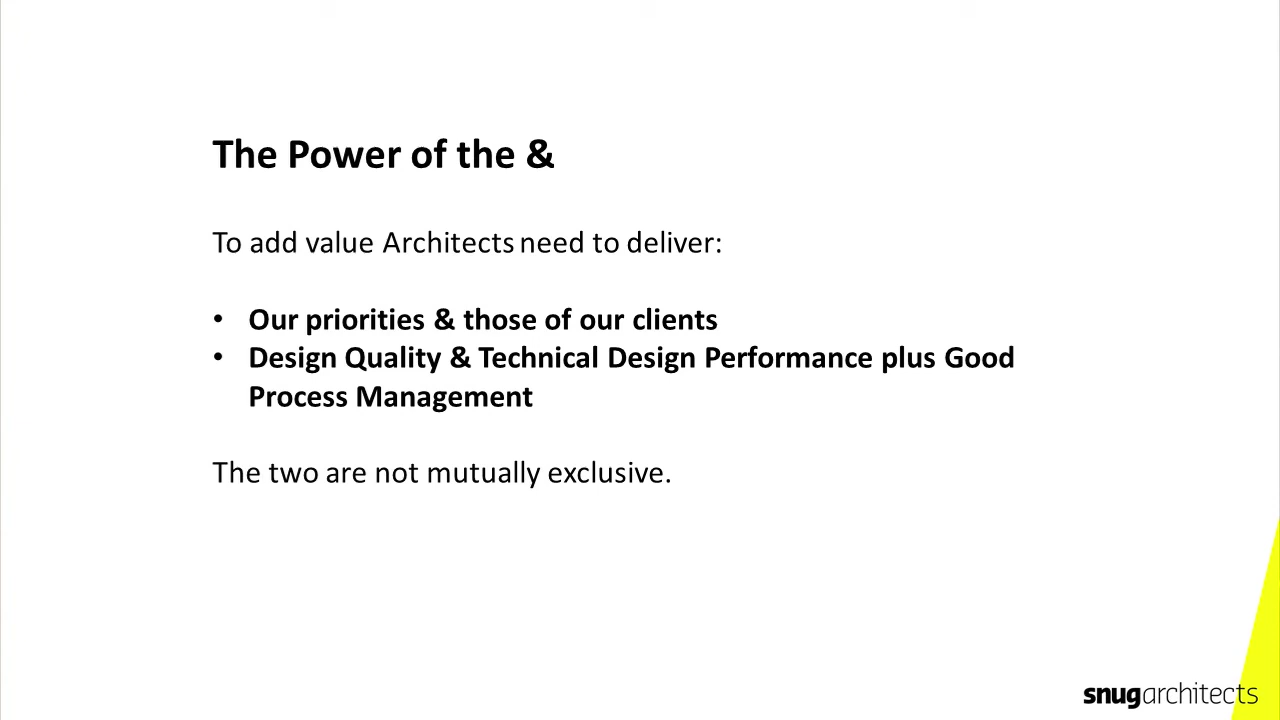 The Power of the &
To add value Architects need to deliver:
• Our priorities & those of our clients
• Design Quality & Technical Design Performance plus Good
Process Management
The two are not mutually exclusive.
snugarchitects